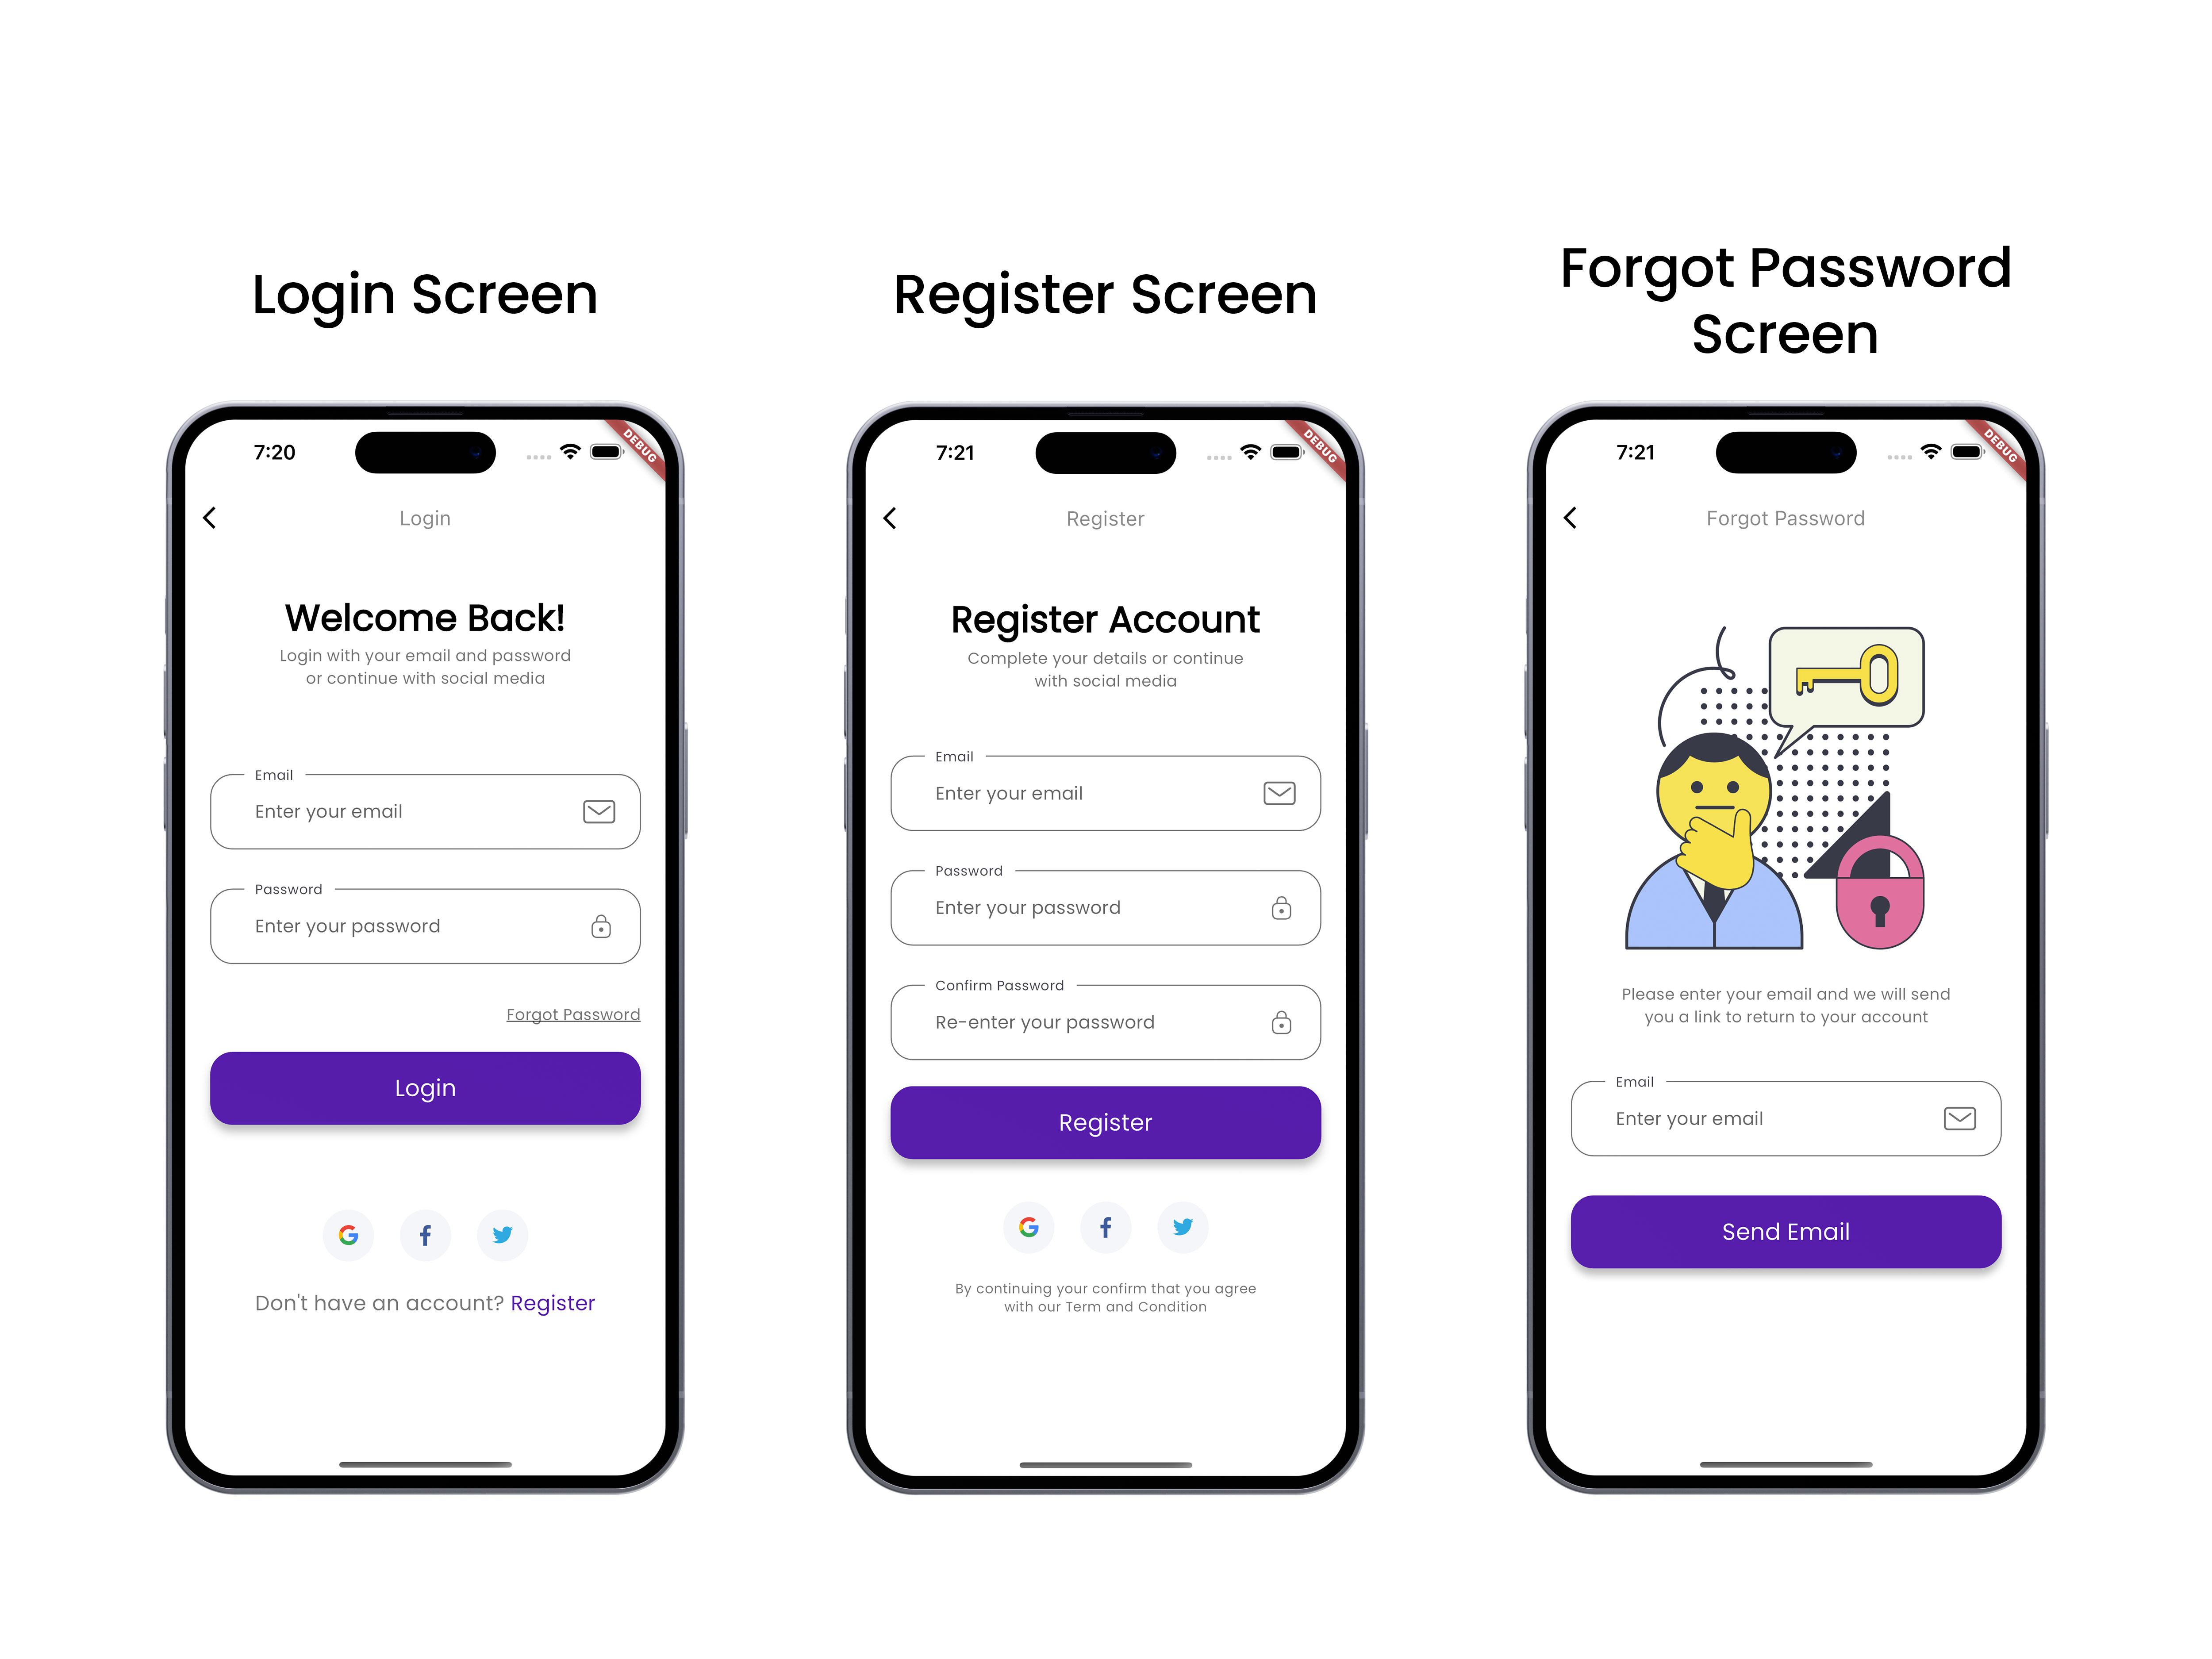 Login Screen
7:20
DEBUG
Login
Welcome Back!
Login with your email and password
or continue with social media
Email
Enter your email
Password
Enter your password
Forgot Password
Login
Don't have an account? Register
Register Screen
7:21
DEBUG
Register
Register Account
Complete your details or continue
with social media
Email
Enter your email
Password
Enter your password
Confirm Password
Re-enter your password
Register
By continuing your confirm that you agree
with our Term and Condition
Forgot Password
Screen
7:21
DEBUG
Forgot Password
Please enter your email and we will send
you a link to return to your account
Email
Enter your email
Send Email